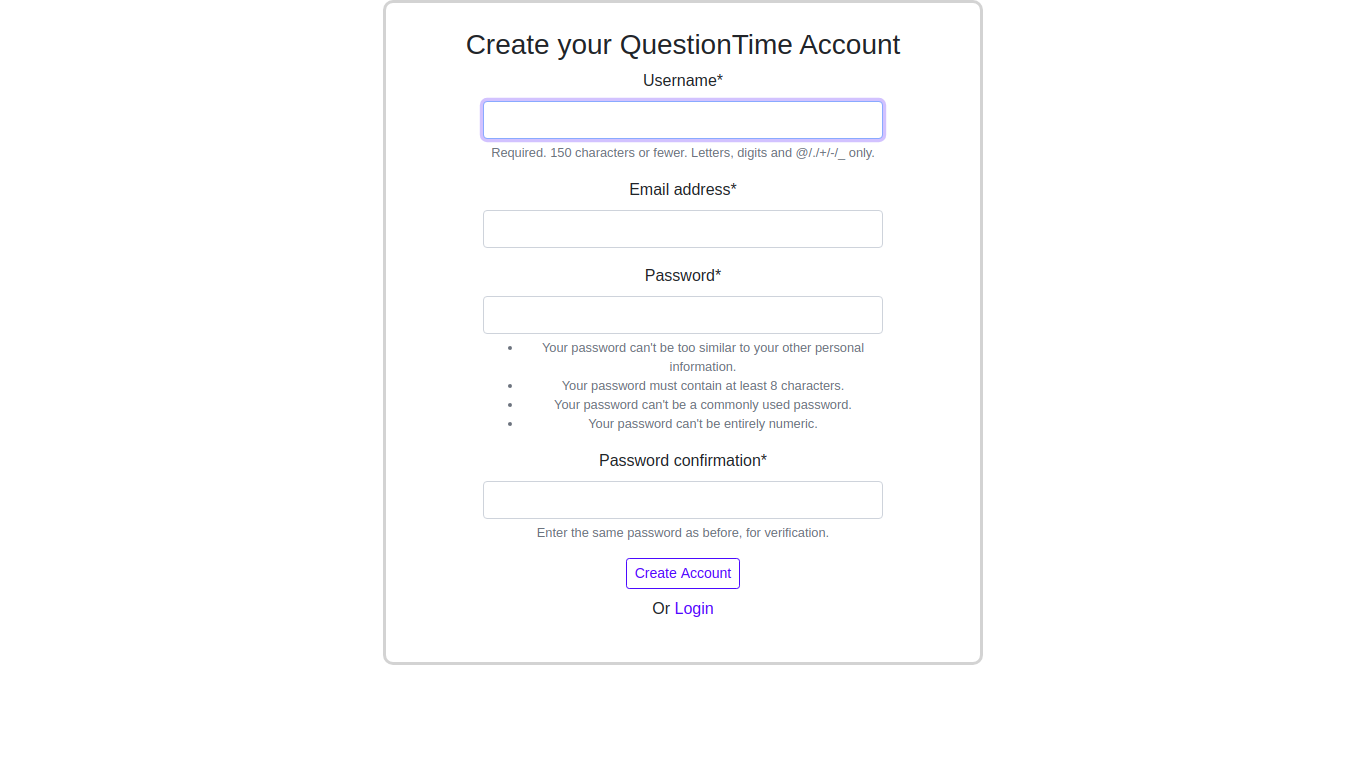 Create your QuestionTime Account
Username*
Required. 150 characters or fewer. Letters, digits and @/./+/-/_ only.
Email address*
Password*
• Your password can't be too similar to your other personal
information.
• Your password must contain at least 8 characters.
• Your password can't be a commonly used password.
• Your password can't be entirely numeric.
Password confirmation*
Enter the same password as before, for verification.
Create Account
Or Login